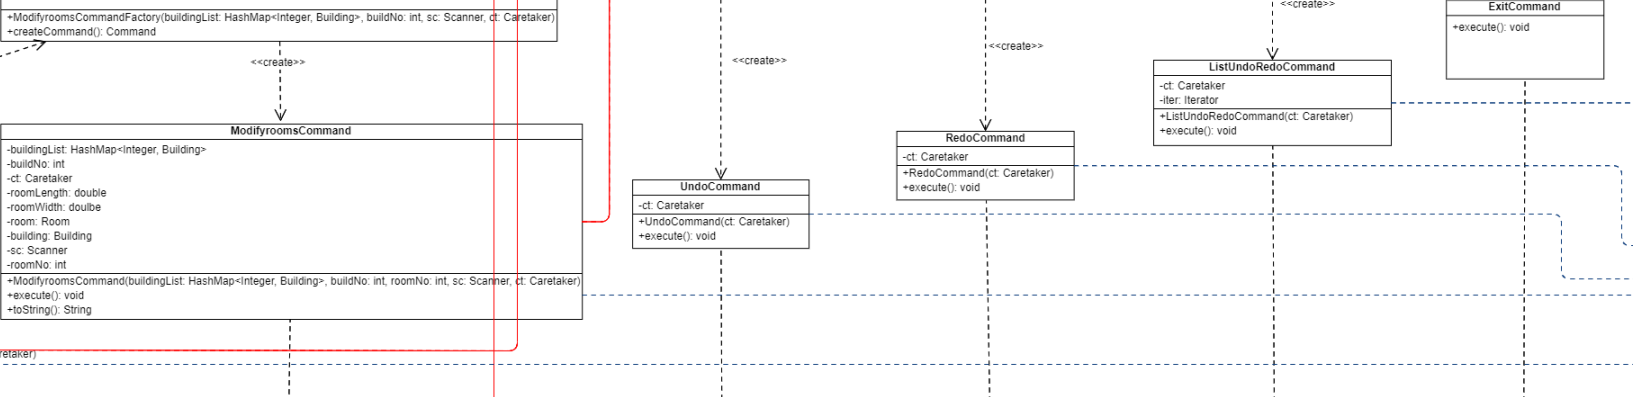 +ModifyroomsCommandFactory(buildingList: HashMap<Integer, Building>, buildNo: int, sc: Scanner, ct: Caretaker)
+createCommand(): Command
<<create>>
ModifyroomsCommand
-buildingList: HashMap<Integer, Building>
-buildNo: int
-ct: Caretaker
-roomLength: double
-roomWidth: doulbe
-room: Room
-building: Building
-sc: Scanner
-roomNo: int
+ModifyroomsCommand(buildingList: HashMap<Integer, Building>, buildNo: int, roomNo: int, sc: Scanner, ct: Caretaker)
+execute(): void
+toString(): String
retaker)
<<create>>
UndoCommand
-ct: Caretaker
+UndoCommand(ct: Caretaker)
+execute(): void
<<create>>
RedoCommand
-ct: Caretaker
+RedoCommand(ct: Caretaker)
+execute(): void
<<create>>
ListUndoRedoCommand
-ct: Caretaker
-iter: Iterator
+ListUndoRedoCommand(ct: Caretaker)
+execute(): void
ExitCommand
+execute(): void